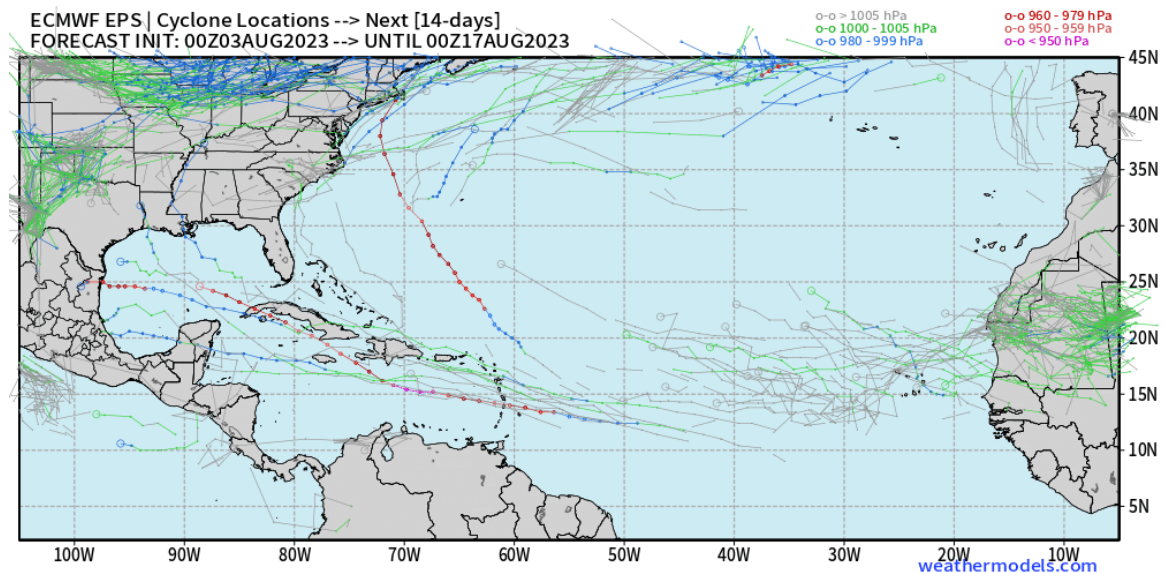 ECMWF EPS | Cyclone Locations --> Next [14-days]
FORECAST INIT: 00Z03AUG2023 --> UNTIL 00Z17AUG2023
o-o > 1005 hPa
o-o 1000 - 1005 hPa
o-o 980 - 999 hPa
o-o 960 - 979 hPa
o-o 950 - 959 hPa
o-o < 950 hPa
45N
40N
35N
30N
25N
20N
15N
10N
5N
100W 90W 80W 70W 60W 50W 40W 30W 20W 10W
weathermodels.com